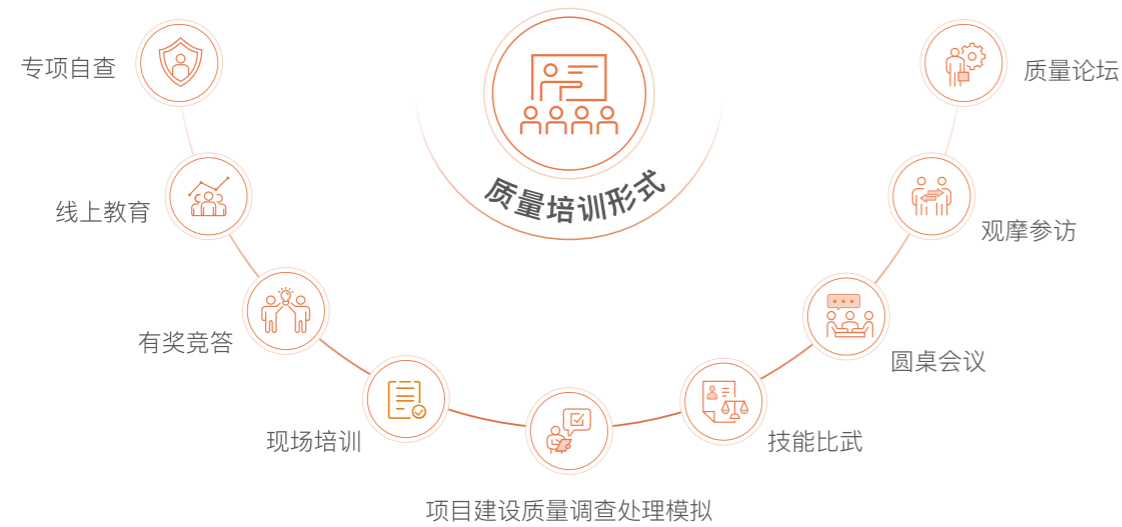 质量培训形式
专项自查
线上教育
有奖竞答
现场培训
项目建设质量调查处理模拟
技能比武
圆桌会议
观摩参访
质量论坛